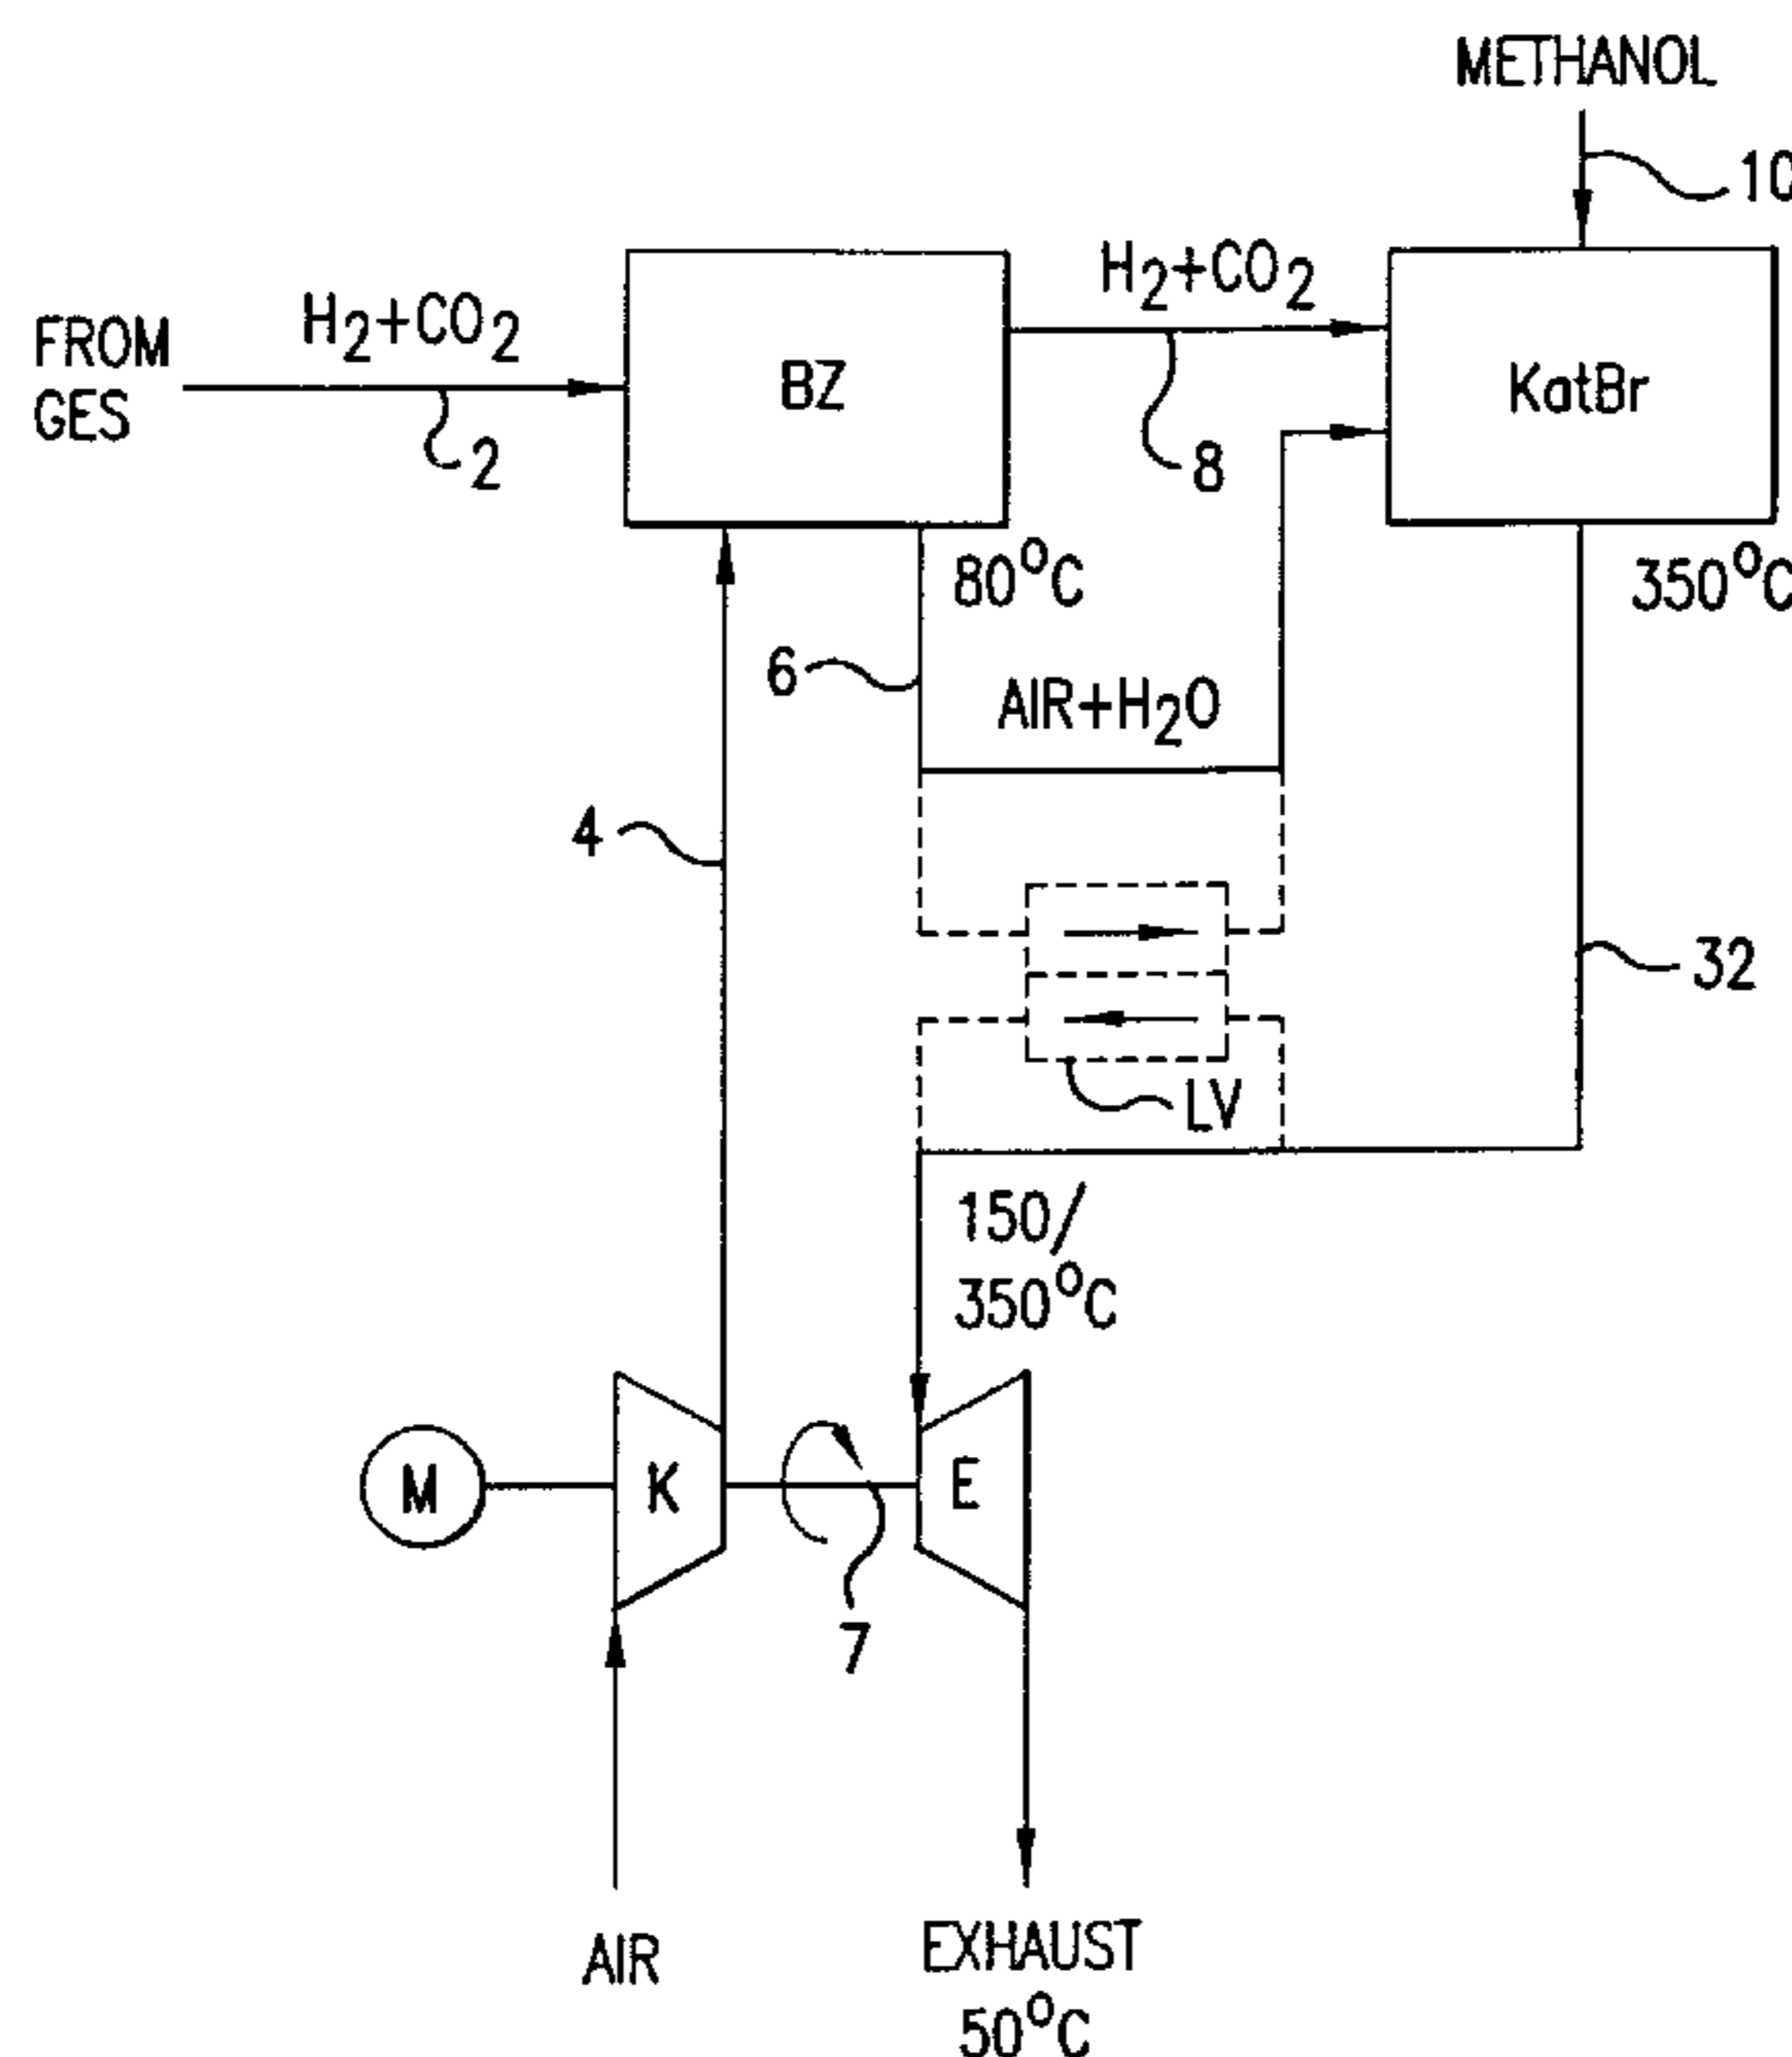 METHANOL
10
H2+CO2
H2+CO2
FROM
GES
BZ
KatBr
2
8
80°C
350°C
6
AIR+H2O
4
32
LV
150/
350°C
M
K
E
7
AIR
EXHAUST
50°C